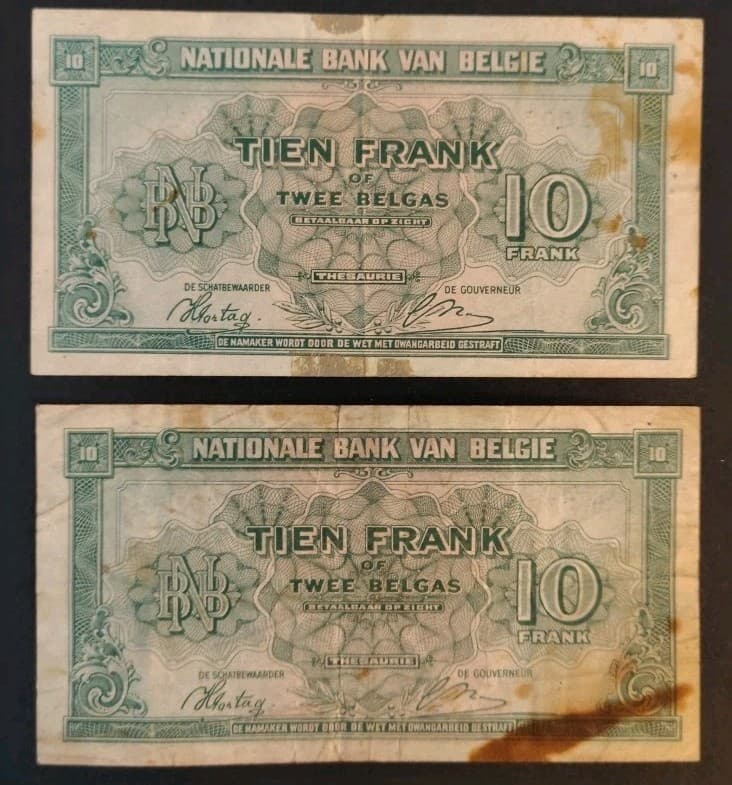 10 NATIONALE BANK VAN BELGIE 10
TIEN FRANK
OF
TWEE BELGAS
BETAALBAAR OP ZICHT
BNB
10
FRANK
THESAURIE
DE SCHATBEWAARDER DE GOUVERNEUR
DE NAMAKER WORDT DOOR DE WET MET DWANGARBEID GESTRAFT
10 NATIONALE BANK VAN BELGIE 10
TIEN FRANK
OF
TWEE BELGAS
BETAALBAAR OP ZICHT
BNB
10
FRANK
THESAURIE
DE SCHATBEWAARDER DE GOUVERNEUR
DE NAMAKER WORDT DOOR DE WET MET DWANGARBEID GESTRAFT